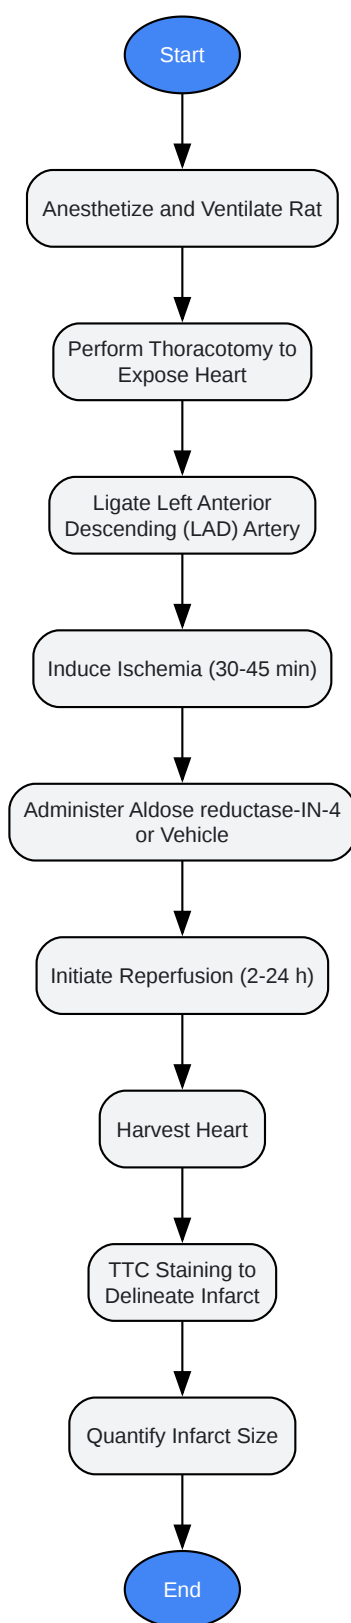 Start
Anesthetize and Ventilate Rat
Perform Thoracotomy to
Expose Heart
Ligate Left Anterior
Descending (LAD) Artery
Induce Ischemia (30-45 min)
Administer Aldose reductase-IN-4
or Vehicle
Initiate Reperfusion (2-24 h)
Harvest Heart
TTC Staining to
Delineate Infarct
Quantify Infarct Size
End